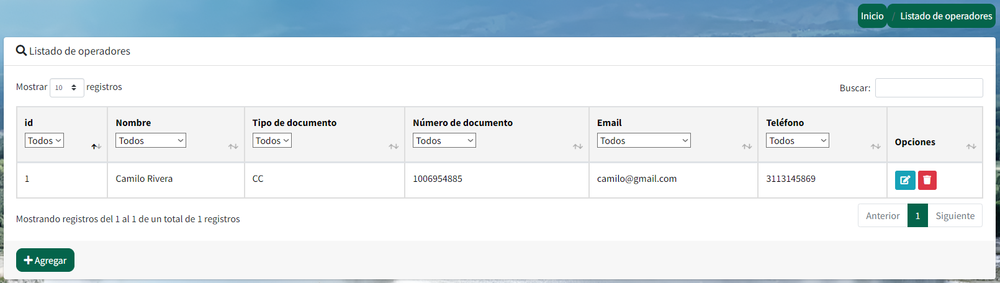 Inicio / Listado de operadores
Listado de operadores
Mostrar 10 registros
Buscar:
id Nombre Tipo de documento Número de documento Email Teléfono Opciones
Todos Todos Todos Todos Todos Todos
1 Camilo Rivera CC 1006954885 camilo@gmail.com 3113145869
Mostrando registros del 1 al 1 de un total de 1 registros
Anterior 1 Siguiente
Agregar